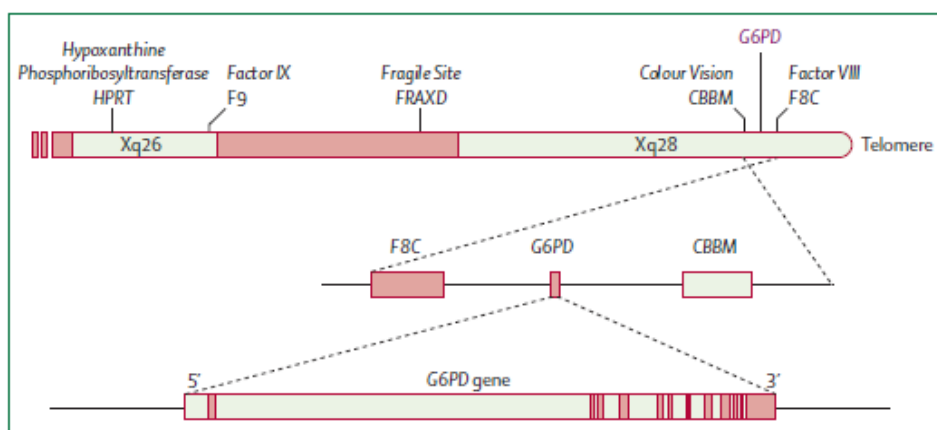 G6PD
Hypoxanthine
Phosphoribosyltransferase
HPRT
Factor IX
F9
Fragile Site
FRAXD
Colour Vision
CBBM
Factor VIII
F8C
Xq26
Xq28
Telomere
F8C
G6PD
CBBM
5′
G6PD gene
3′